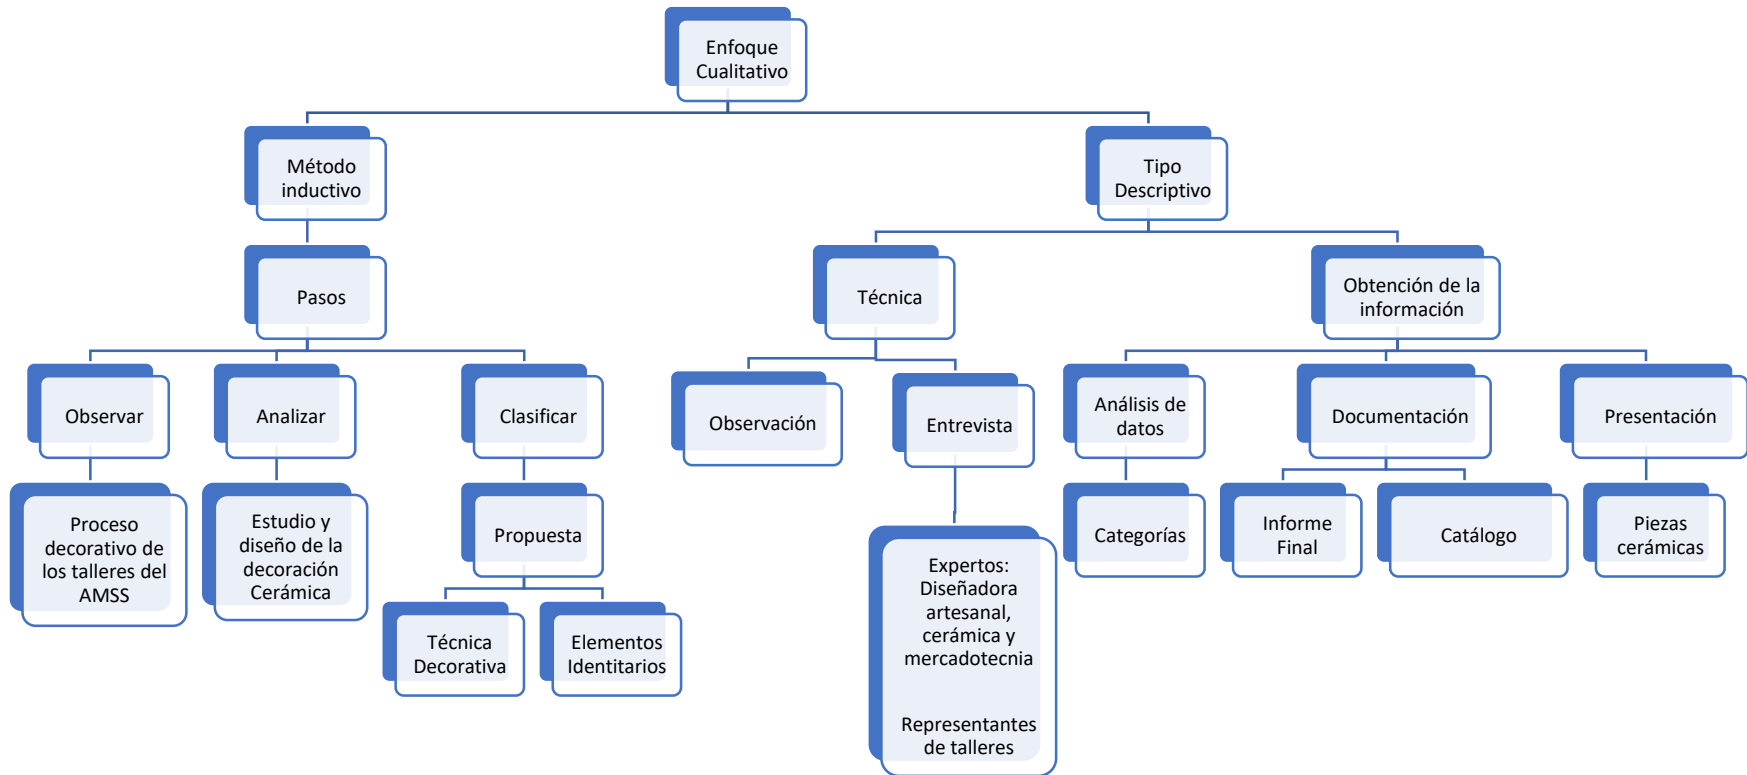 Enfoque
Cualitativo
Método
inductivo
Tipo
Descriptivo
Pasos
Técnica
Obtención de la
información
Observar
Analizar
Clasificar
Observación
Entrevista
Análisis de
datos
Documentación
Presentación
Proceso
decorativo de
los talleres del
AMSS
Estudio y
diseño de la
decoración
Cerámica
Propuesta
Expertos:
Diseñadora
artesanal,
cerámica y
mercadotecnia
Representantes
de talleres
Categorías
Informe
Final
Catálogo
Piezas
cerámicas
Técnica
Decorativa
Elementos
Identitarios